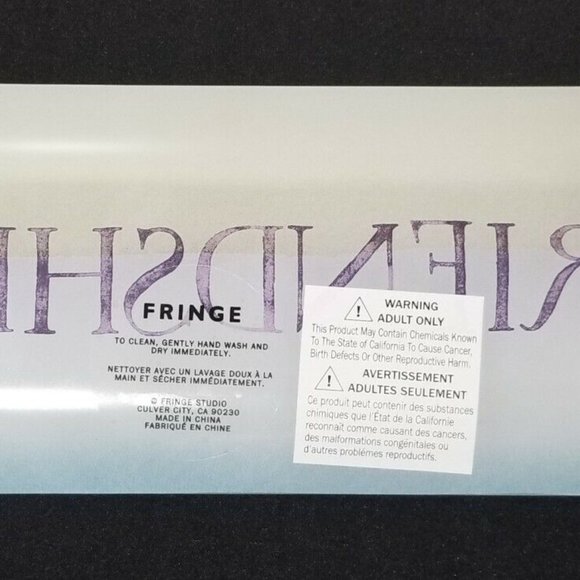 RIENDSHI
FRINGE
TO CLEAN, GENTLY HAND WASH AND
DRY IMMEDIATELY.
NETTOYER AVEC UN LAVAGE DOUX À LA
MAIN ET SÉCHER IMMÉDIATEMENT.
© FRINGE STUDIO
CULVER CITY, CA 90230
MADE IN CHINA
FABRIQUÉ EN CHINE
WARNING
ADULT ONLY
This Product May Contain Chemicals Known
To The State of California To Cause Cancer,
Birth Defects Or Other Reproductive Harm.
AVERTISSEMENT
ADULTES SEULEMENT
Ce produit peut contenir des substances
chimiques que l'État de la Californie
reconnaît comme causant des cancers,
des malformations congénitales ou
d'autres problèmes reproductifs.